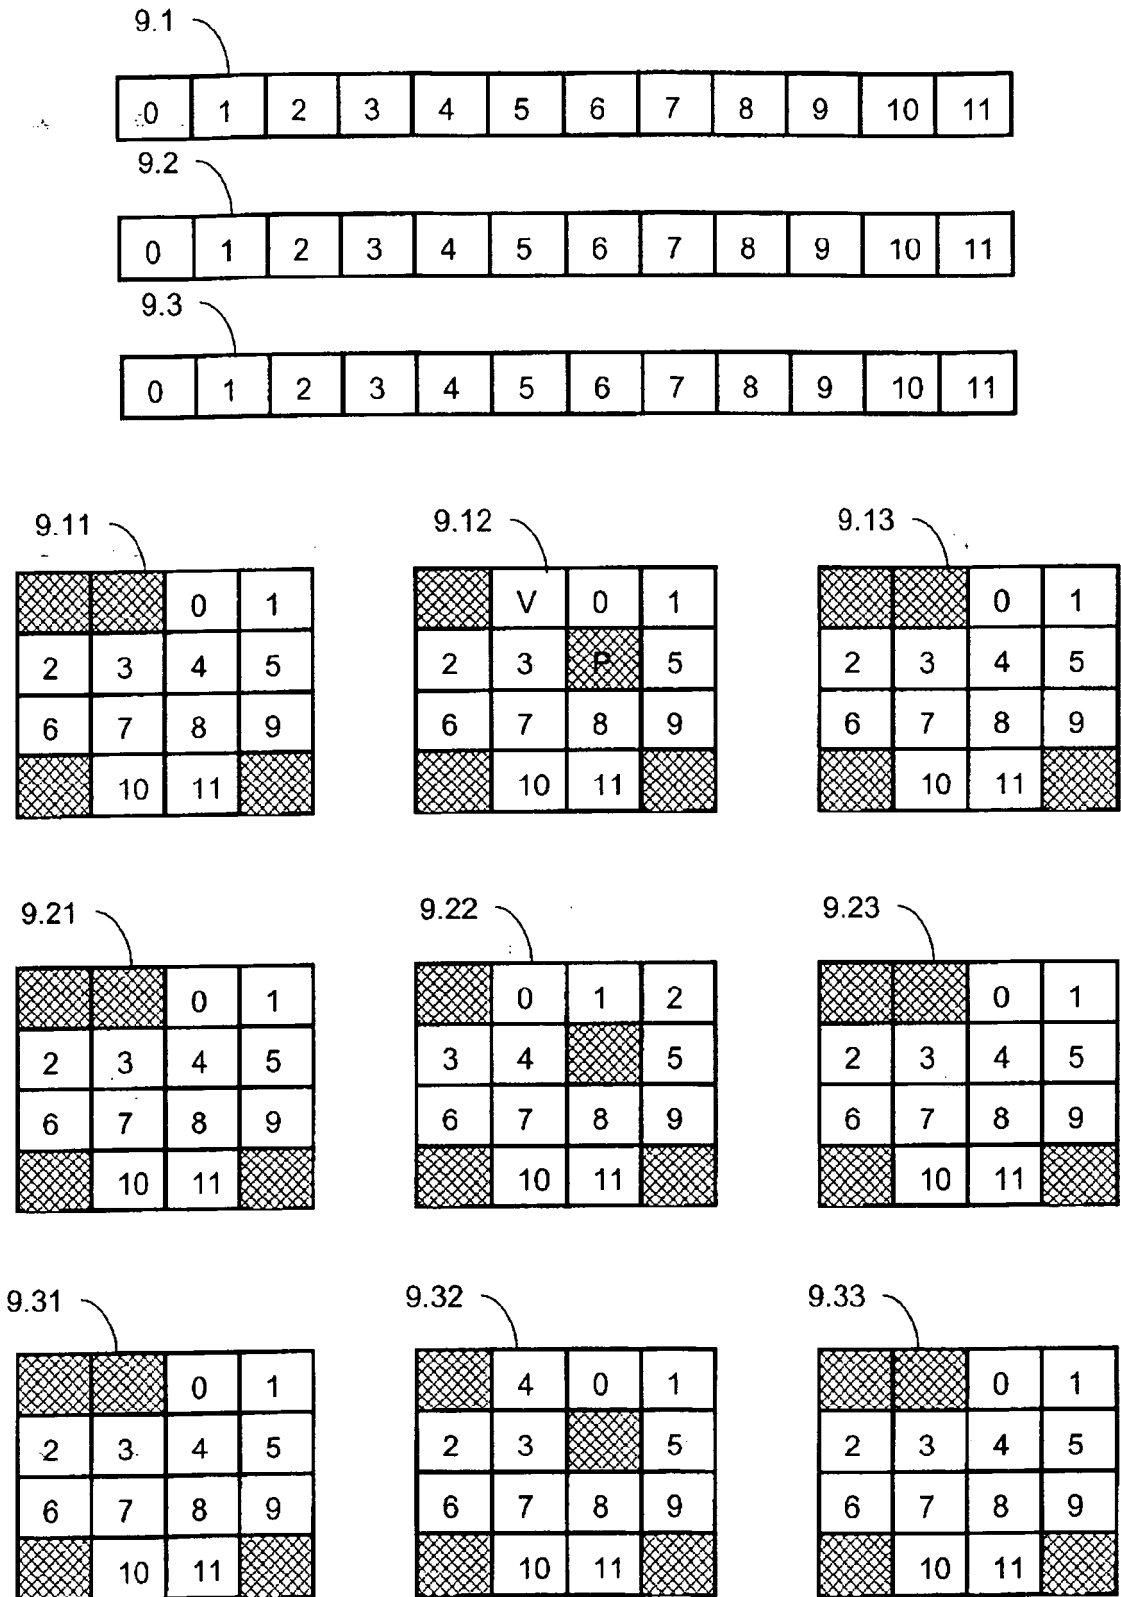 9.1
0 1 2 3 4 5 6 7 8 9 10 11
9.2
0 1 2 3 4 5 6 7 8 9 10 11
9.3
0 1 2 3 4 5 6 7 8 9 10 11
9.11 9.12 9.13
0 1 V 0 1 0 1
2 3 4 5 2 3 P 5 2 3 4 5
6 7 8 9 6 7 8 9 6 7 8 9
10 11 10 11 10 11
9.21 9.22 9.23
0 1 0 1 2 0 1
2 3 4 5 3 4 5 2 3 4 5
6 7 8 9 6 7 8 9 6 7 8 9
10 11 10 11 10 11
9.31 9.32 9.33
0 1 4 0 1 0 1
2 3 4 5 2 3 5 2 3 4 5
6 7 8 9 6 7 8 9 6 7 8 9
10 11 10 11 10 11